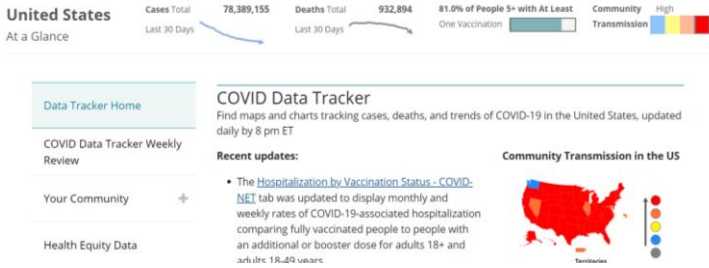 United States
At a Glance
Cases Total 78,389,155
Last 30 Days
Deaths Total 932,894
Last 30 Days
81.0% of People 5+ with At Least
One Vaccination
Community High
Transmission
Data Tracker Home
COVID Data Tracker Weekly
Review
Your Community +
Health Equity Data
COVID Data Tracker
Find maps and charts tracking cases, deaths, and trends of COVID-19 in the United States, updated
daily by 8 pm ET
Recent updates:
• The Hospitalization by Vaccination Status - COVID-
NET tab was updated to display monthly and
weekly rates of COVID-19-associated hospitalization
comparing fully vaccinated people to people with
an additional or booster dose for adults 18+ and
adults 18-49 years
Community Transmission in the US
Territories